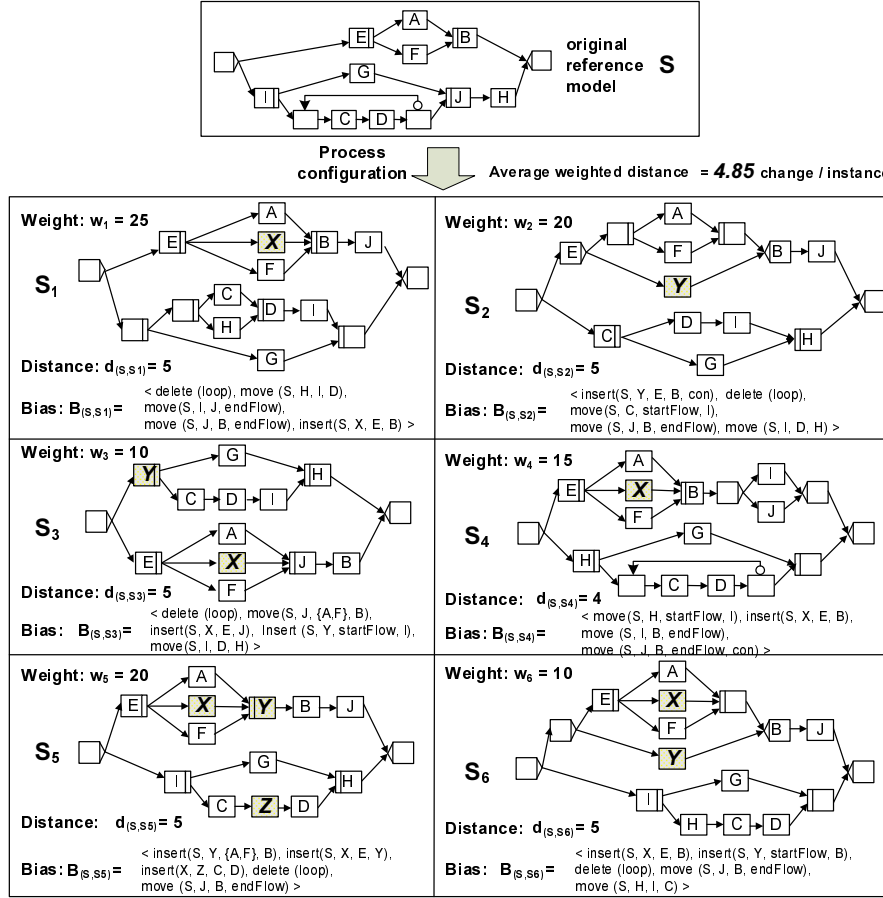 A
E B
F
original
reference
model S
G
I J H
C D
Process
configuration
Average weighted distance = 4.85 change / instance
Weight: w1 = 25
A
E X B J
F
S1
C
H D I
G
Distance: d(S,S1)= 5
Bias: B(S,S1)=
< delete (loop), move (S, H, I, D),
move(S, I, J, endFlow),
move (S, J, B, endFlow), insert(S, X, E, B) >
Weight: w2 = 20
A
E F B J
Y
S2
C D I H
G
Distance: d(S,S2)= 5
Bias: B(S,S2)=
< insert(S, Y, E, B, con), delete (loop),
move(S, C, startFlow, I),
move (S, J, B, endFlow), move (S, I, D, H) >
Weight: w3 = 10
Y G H
C D I
S3
A
E X J B
F
Distance: d(S,S3)= 5
Bias: B(S,S3)=
< delete (loop), move(S, J, {A,F}, B),
insert(S, X, E, J), Insert (S, Y, startFlow, I),
move(S, I, D, H) >
Weight: w4 = 15
A I
E X B
F J
S4
H G
C D
Distance: d(S,S4)= 4
Bias: B(S,S4)=
< move(S, H, startFlow, I), insert(S, X, E, B),
move (S, I, B, endFlow),
move (S, J, B, endFlow, con) >
Weight: w5 = 20
A
E X Y B J
F
S5
G
I H
C Z D
Distance: d(S,S5)= 5
Bias: B(S,S5)=
< insert(S, Y, {A,F}, B), insert(S, X, E, Y),
insert(X, Z, C, D), delete (loop),
move (S, J, B, endFlow) >
Weight: w6 = 10
A
E X
F
B J
Y
S6
G
I
H C D
Distance: d(S,S6)= 5
Bias: B(S,S6)=
< insert(S, X, E, B), insert(S, Y, startFlow, B),
delete (loop), move (S, J, B, endFlow),
move (S, H, I, C) >